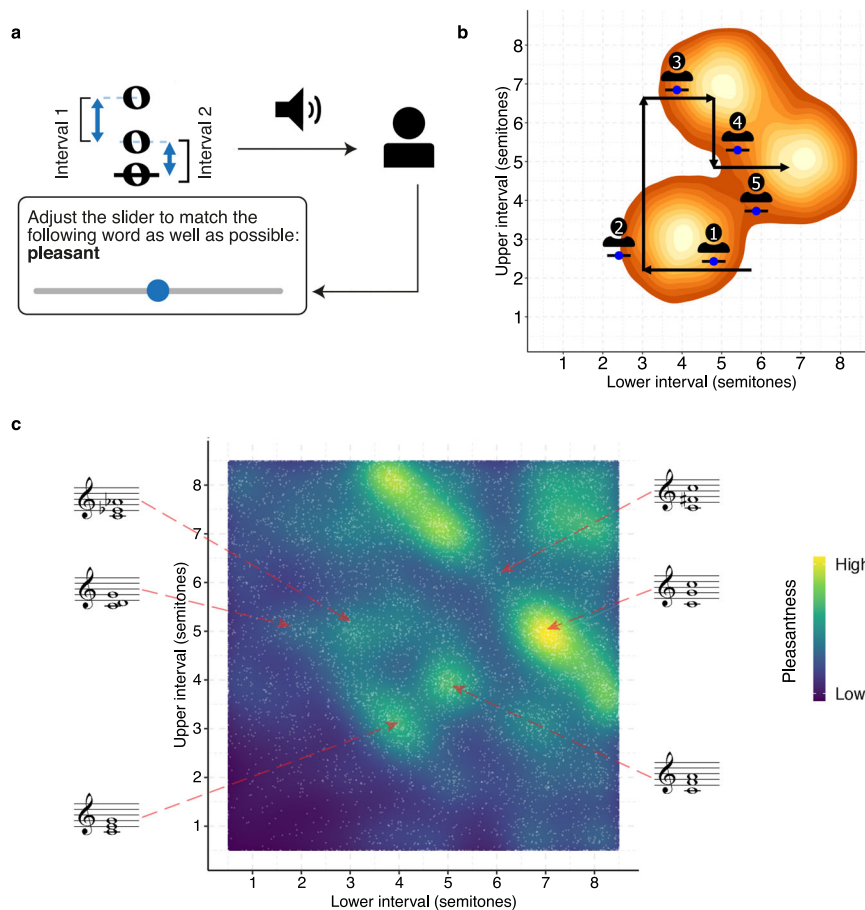 a
Interval 1
Interval 2
Adjust the slider to match the
following word as well as possible:
pleasant
b
Upper interval (semitones)
8
7
6
5
4
3
2
1
3
4
5
2
1
1 2 3 4 5 6 7 8
Lower interval (semitones)
c
Upper interval (semitones)
8
7
6
5
4
3
2
1
1 2 3 4 5 6 7 8
Lower interval (semitones)
Pleasantness
High
Low